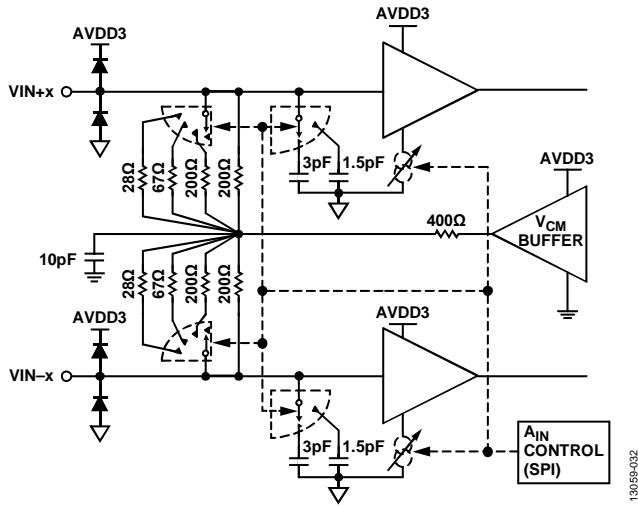 AVDD3
AVDD3
VIN+x
28Ω
67Ω
200Ω
200Ω
3pF
1.5pF
AVDD3
400Ω
VCM
BUFFER
10pF
28Ω
67Ω
200Ω
200Ω
AVDD3
AVDD3
VIN–x
3pF
1.5pF
AIN
CONTROL
(SPI)
13059-032